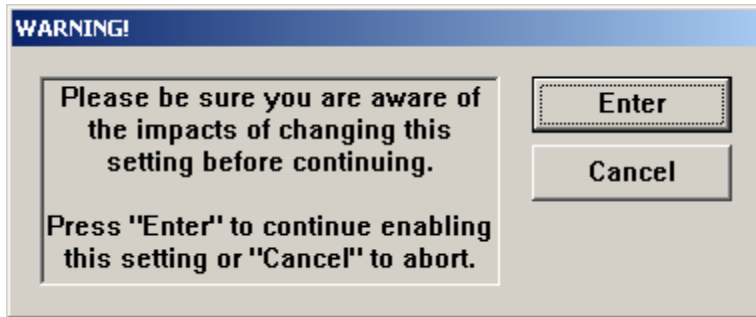 WARNING!
Please be sure you are aware of
the impacts of changing this
setting before continuing.
Press "Enter" to continue enabling
this setting or "Cancel" to abort.
Enter
Cancel